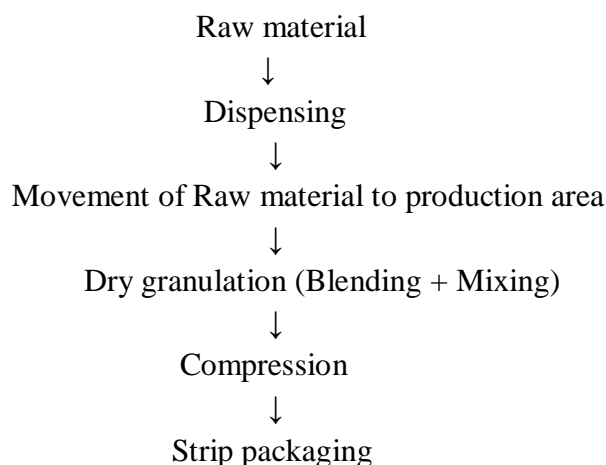 Raw material
↓
Dispensing
↓
Movement of Raw material to production area
↓
Dry granulation (Blending + Mixing)
↓
Compression
↓
Strip packaging